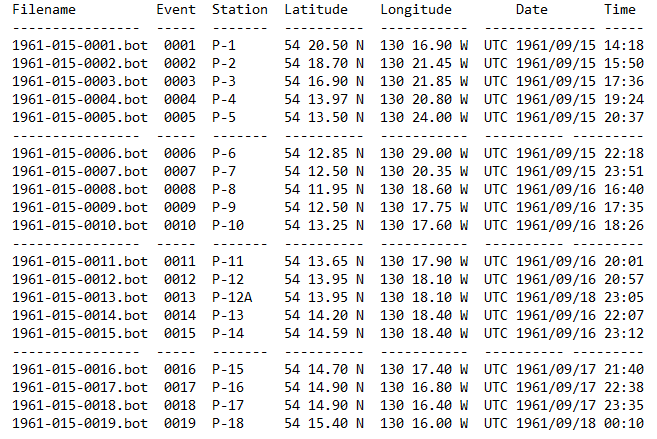 Filename         Event  Station  Latitude    Longitude        Date       Time
----------------  -----  -------  ----------  -----------  ---------- ---------
1961-015-0001.bot  0001  P-1      54 20.50 N  130 16.90 W  UTC 1961/09/15 14:18
1961-015-0002.bot  0002  P-2      54 18.70 N  130 21.45 W  UTC 1961/09/15 15:50
1961-015-0003.bot  0003  P-3      54 16.90 N  130 21.85 W  UTC 1961/09/15 17:36
1961-015-0004.bot  0004  P-4      54 13.97 N  130 20.80 W  UTC 1961/09/15 19:24
1961-015-0005.bot  0005  P-5      54 13.50 N  130 24.00 W  UTC 1961/09/15 20:37
----------------  -----  -------  ----------  -----------  ---------- ---------
1961-015-0006.bot  0006  P-6      54 12.85 N  130 29.00 W  UTC 1961/09/15 22:18
1961-015-0007.bot  0007  P-7      54 12.50 N  130 20.35 W  UTC 1961/09/15 23:51
1961-015-0008.bot  0008  P-8      54 11.95 N  130 18.60 W  UTC 1961/09/16 16:40
1961-015-0009.bot  0009  P-9      54 12.50 N  130 17.75 W  UTC 1961/09/16 17:35
1961-015-0010.bot  0010  P-10     54 13.25 N  130 17.60 W  UTC 1961/09/16 18:26
----------------  -----  -------  ----------  -----------  ---------- ---------
1961-015-0011.bot  0011  P-11     54 13.65 N  130 17.90 W  UTC 1961/09/16 20:01
1961-015-0012.bot  0012  P-12     54 13.95 N  130 18.10 W  UTC 1961/09/16 20:57
1961-015-0013.bot  0013  P-12A    54 13.95 N  130 18.10 W  UTC 1961/09/18 23:05
1961-015-0014.bot  0014  P-13     54 14.20 N  130 18.40 W  UTC 1961/09/16 22:07
1961-015-0015.bot  0015  P-14     54 14.59 N  130 18.40 W  UTC 1961/09/16 23:12
----------------  -----  -------  ----------  -----------  ---------- ---------
1961-015-0016.bot  0016  P-15     54 14.70 N  130 17.40 W  UTC 1961/09/17 21:40
1961-015-0017.bot  0017  P-16     54 14.90 N  130 16.80 W  UTC 1961/09/17 22:38
1961-015-0018.bot  0018  P-17     54 14.90 N  130 16.40 W  UTC 1961/09/17 23:35
1961-015-0019.bot  0019  P-18     54 15.40 N  130 16.00 W  UTC 1961/09/18 00:10